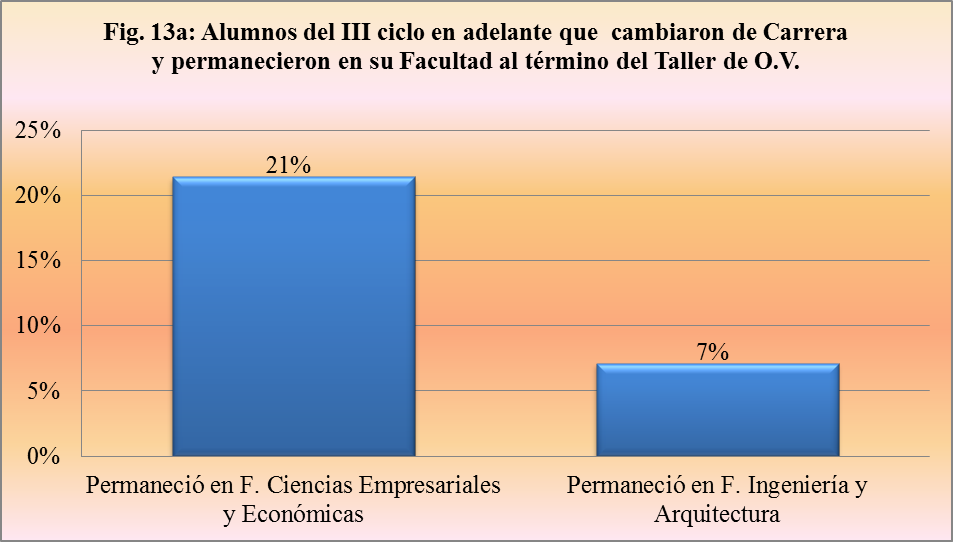 Fig. 13a: Alumnos del III ciclo en adelante que cambiaron de Carrera
y permanecieron en su Facultad al término del Taller de O.V.
25%
21%
20%
15%
10%
7%
5%
0%
Permaneció en F. Ciencias Empresariales
y Económicas
Permaneció en F. Ingeniería y
Arquitectura